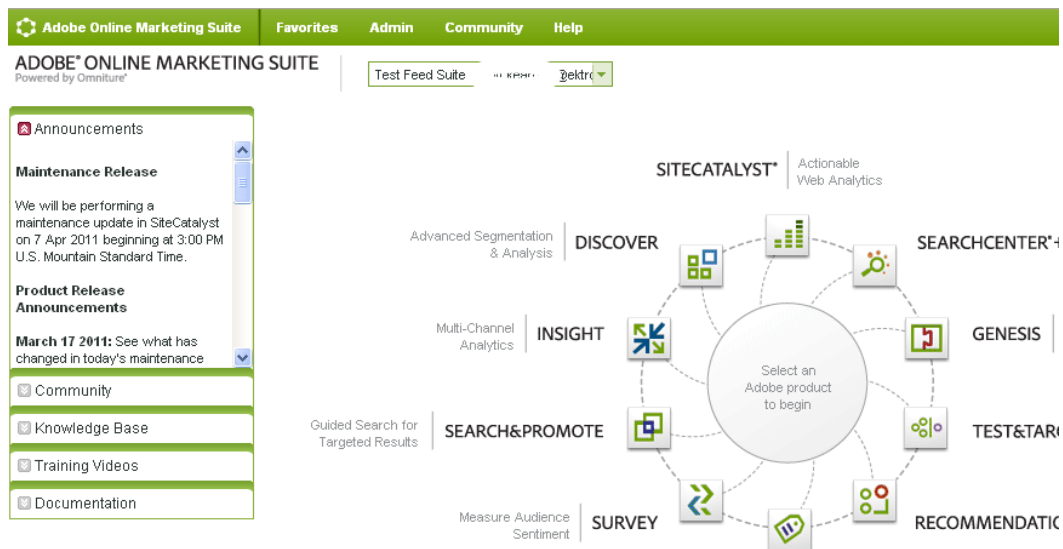 Adobe Online Marketing Suite Favorites Admin Community Help
ADOBE® ONLINE MARKETING SUITE
Powered by Omniture®
Test Feed Suite
Announcements
Maintenance Release
We will be performing a
maintenance update in SiteCatalyst
on 7 Apr 2011 beginning at 3:00 PM
U.S. Mountain Standard Time.
Product Release
Announcements
March 17 2011: See what has
changed in today's maintenance
Community
Knowledge Base
Training Videos
Documentation
SITECATALYST®
Actionable
Web Analytics
Advanced Segmentation
& Analysis
DISCOVER
SEARCHCENTER®+
Multi-Channel
Analytics
INSIGHT
GENESIS
Select an
Adobe product
to begin
Guided Search for
Targeted Results
SEARCH&PROMOTE
TEST&TARG
Measure Audience
Sentiment
SURVEY
RECOMMENDATIO